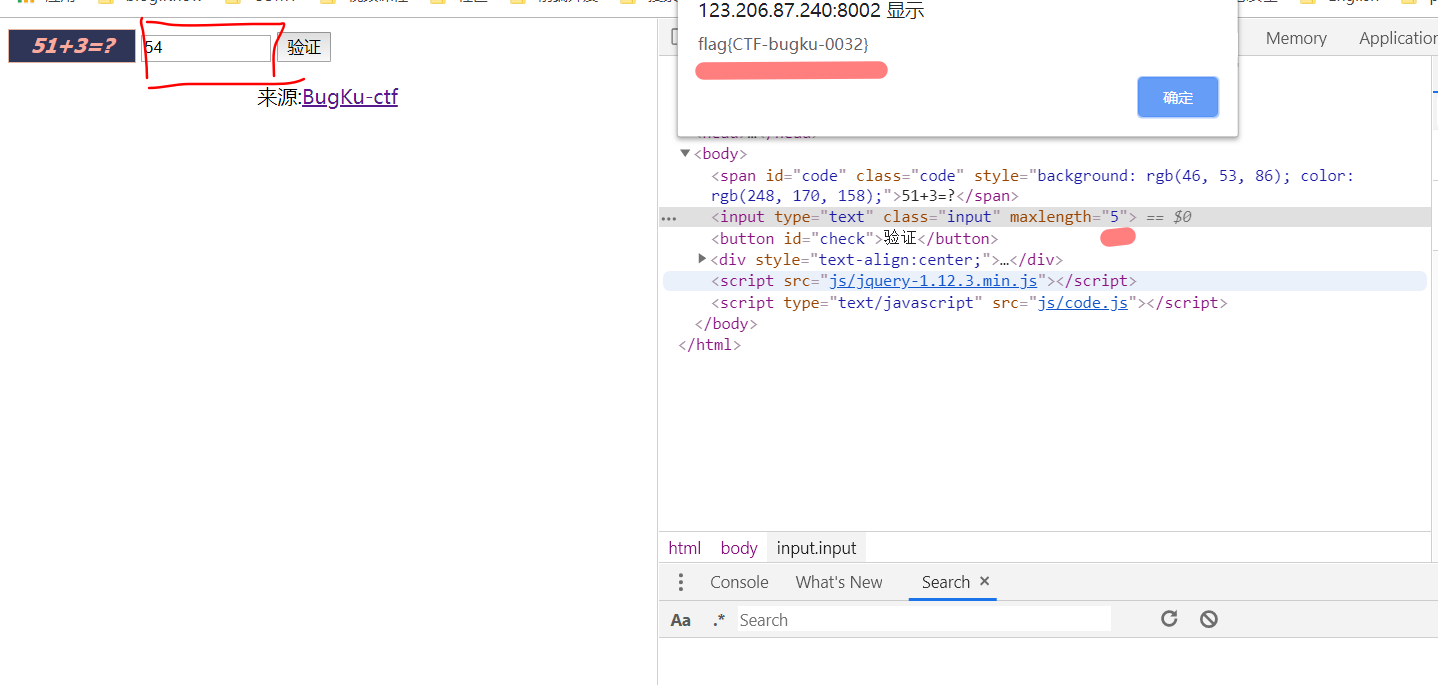 123.206.87.240:8002 显示
flag{CTF-bugku-0032}
确定
51+3=? 54 验证
来源:BugKu-ctf
Memory Application
▼<body>
<span id="code" class="code" style="background: rgb(46, 53, 86); color:
rgb(248, 170, 158);">51+3=?</span>
… <input type="text" class="input" maxlength="5"> == $0
<button id="check">验证</button>
▶<div style="text-align:center;">…</div>
<script src="js/jquery-1.12.3.min.js"></script>
<script type="text/javascript" src="js/code.js"></script>
</body>
</html>
html body input.input
Console What's New Search ×
Aa .* Search